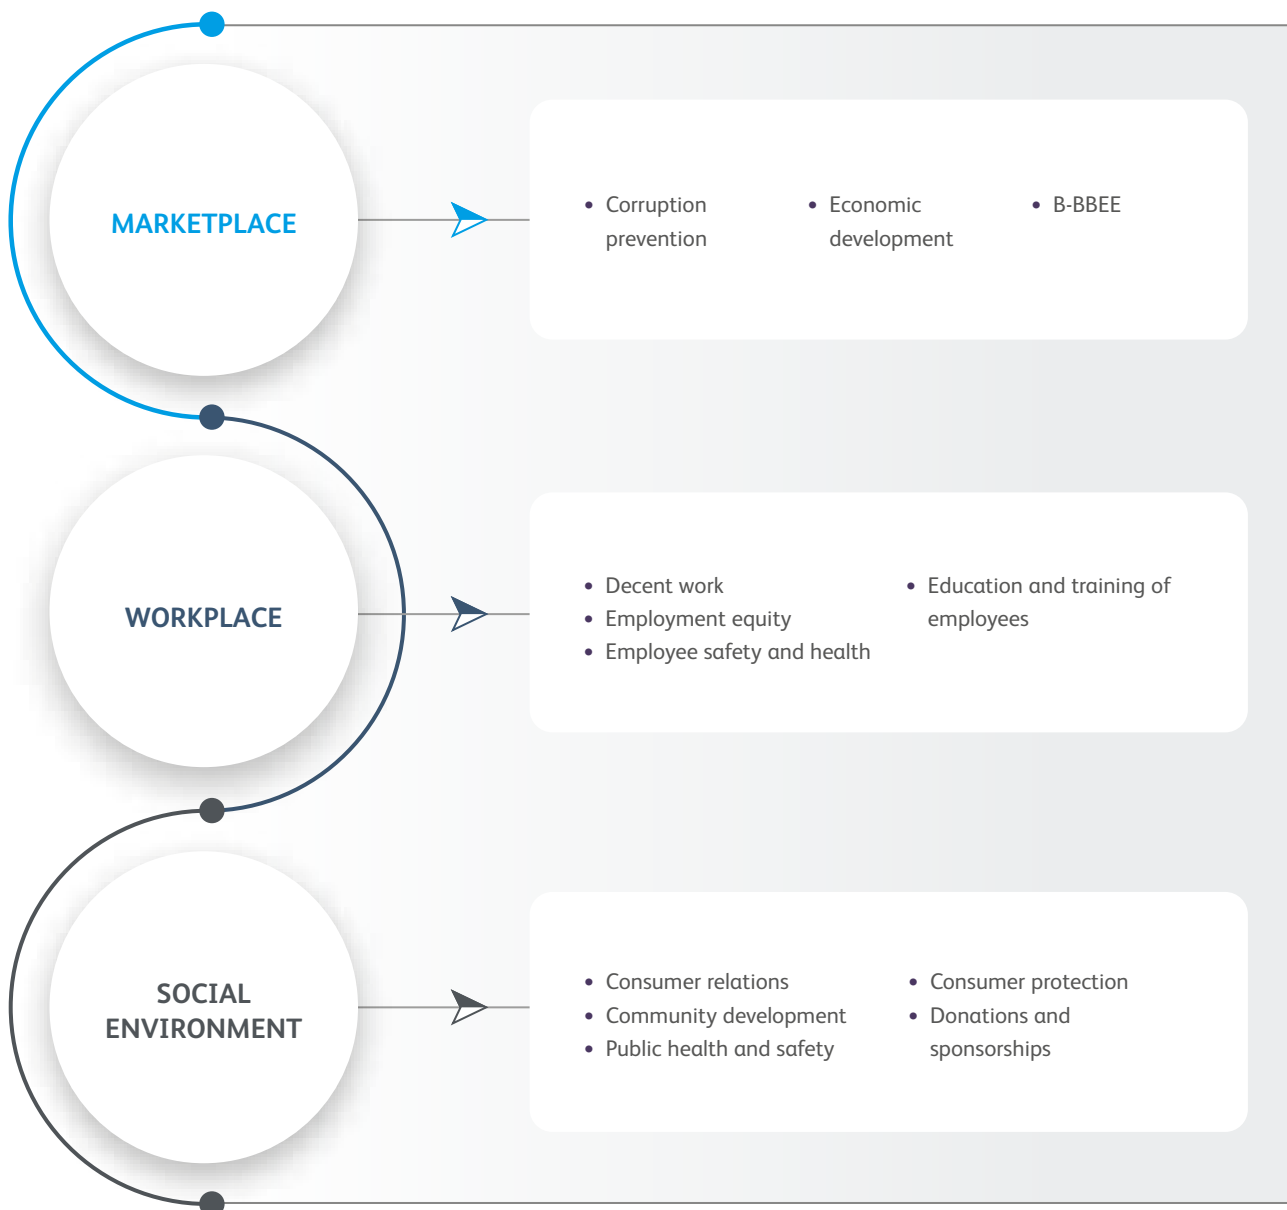 MARKETPLACE
• Corruption
prevention
• Economic
development
• B-BBEE
WORKPLACE
• Decent work
• Employment equity
• Employee safety and health
• Education and training of
employees
SOCIAL
ENVIRONMENT
• Consumer relations
• Community development
• Public health and safety
• Consumer protection
• Donations and
sponsorships